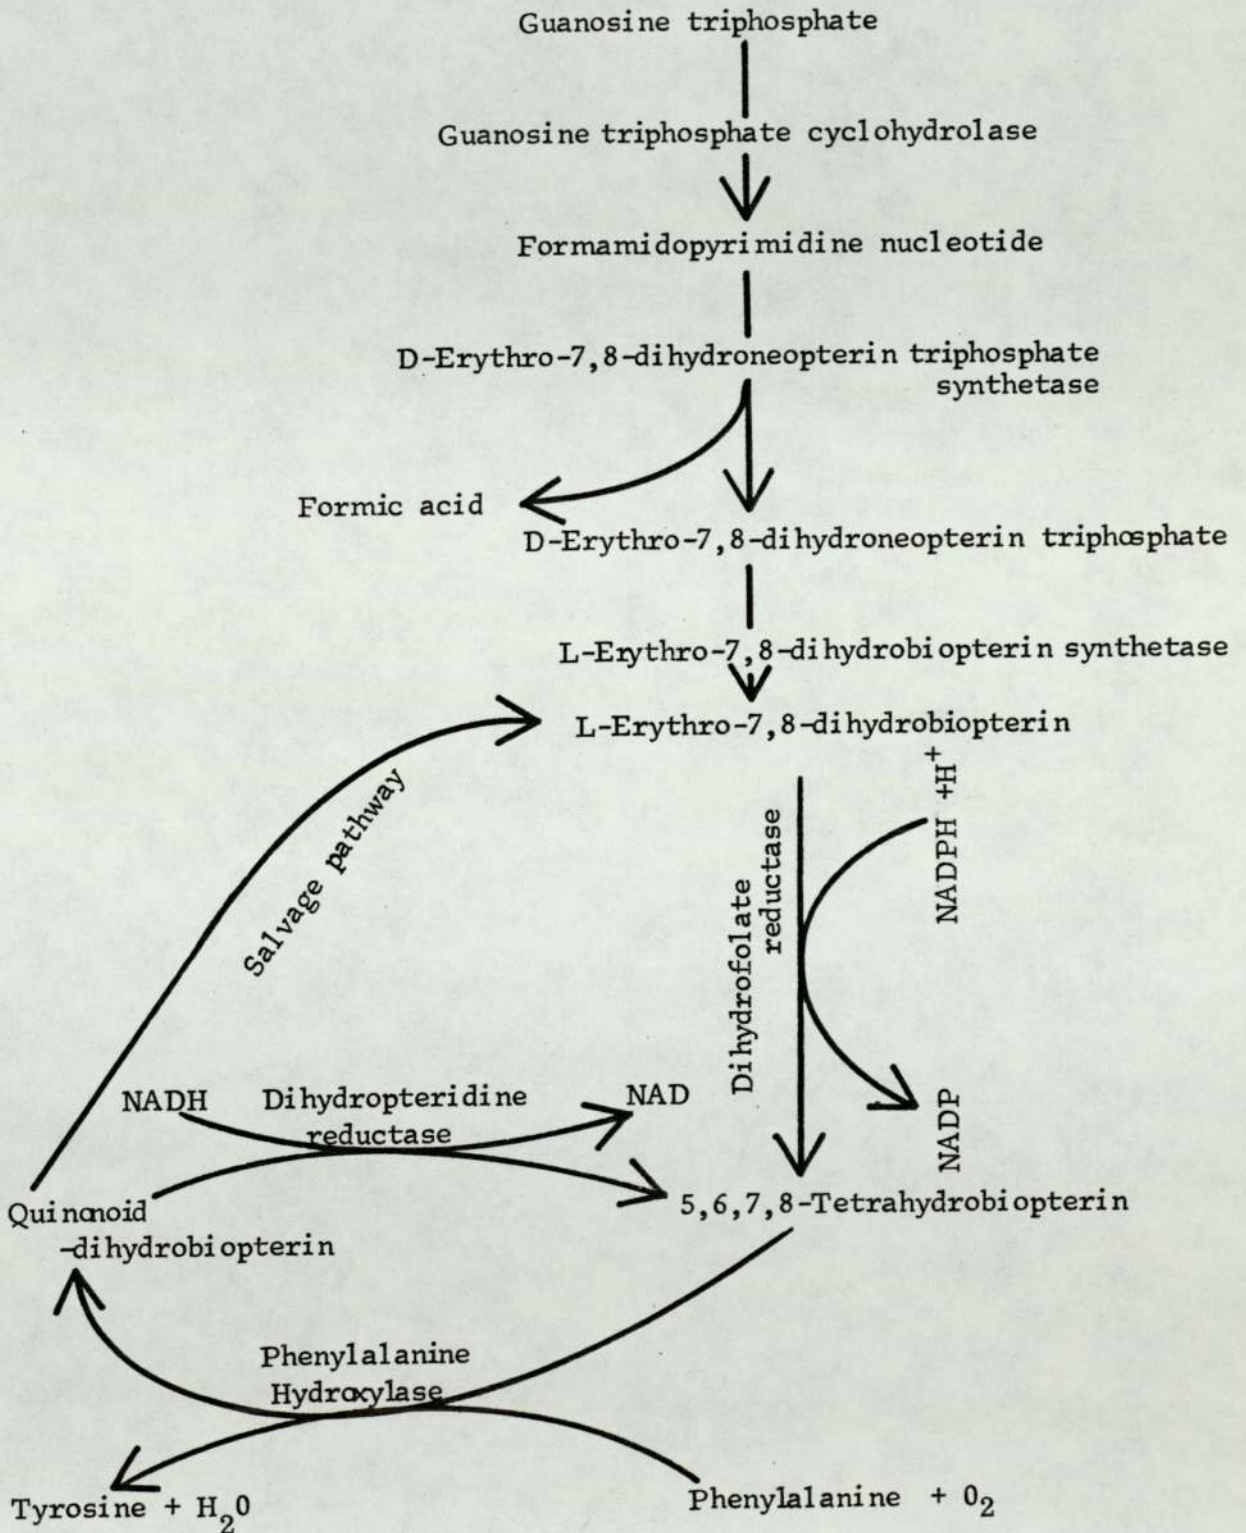 Guanosine triphosphate
Guanosine triphosphate cyclohydrolase
Formamidopyrimidine nucleotide
D-Erythro-7,8-dihydroneopterin triphosphate
synthetase
Formic acid
D-Erythro-7,8-dihydroneopterin triphosphate
L-Erythro-7,8-dihydrobiopterin synthetase
L-Erythro-7,8-dihydrobiopterin
Salvage pathway
Dihydrofolate
reductase
NADPH +H⁺
NADP
NADH
Dihydropteridine
reductase
NAD
Quinonoid
-dihydrobiopterin
5,6,7,8-Tetrahydrobiopterin
Phenylalanine
Hydroxylase
Tyrosine + H₂O
Phenylalanine + O₂